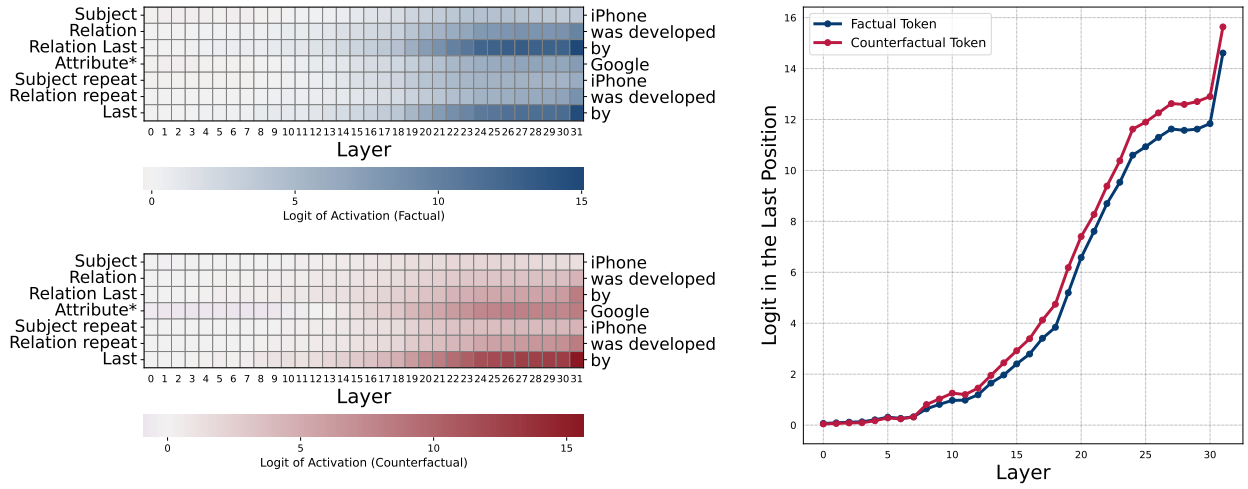 Subject iPhone
Relation was developed
Relation Last by
Attribute* Google
Subject repeat iPhone
Relation repeat was developed
Last by
0 1 2 3 4 5 6 7 8 9 10 11 12 13 14 15 16 17 18 19 20 21 22 23 24 25 26 27 28 29 30 31
Layer
0 5 10 15
Logit of Activation (Factual)
Subject iPhone
Relation was developed
Relation Last by
Attribute* Google
Subject repeat iPhone
Relation repeat was developed
Last by
0 1 2 3 4 5 6 7 8 9 10 11 12 13 14 15 16 17 18 19 20 21 22 23 24 25 26 27 28 29 30 31
Layer
0 5 10 15
Logit of Activation (Counterfactual)
Factual Token
Counterfactual Token
Logit in the Last Position
16
14
12
10
8
6
4
2
0
0 5 10 15 20 25 30
Layer